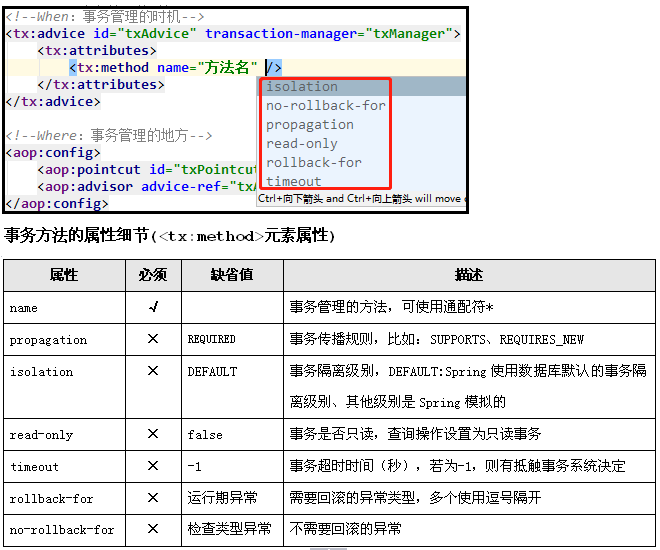 <!--When：事务管理的时机-->
<tx:advice id="txAdvice" transaction-manager="txManager">
<tx:attributes>
<tx:method name="方法名" />
</tx:attributes>
</tx:advice>
isolation
no-rollback-for
propagation
read-only
rollback-for
timeout
Ctrl+向下箭头 and Ctrl+向上箭头 will move c
<!--Where：事务管理的地方-->
<aop:config>
<aop:pointcut id="txPointcut
<aop:advisor advice-ref="txA
</aop:config>
事务方法的属性细节(<tx:method>元素属性)
属性 必须 缺省值 描述
name √ 事务管理的方法，可使用通配符*
propagation × REQUIRED 事务传播规则，比如：SUPPORTS、REQUIRES_NEW
isolation × DEFAULT 事务隔离级别，DEFAULT:Spring 使用数据库默认的事务隔
离级别、其他级别是 Spring 模拟的
read-only × false 事务是否只读，查询操作设置为只读事务
timeout × -1 事务超时时间（秒），若为-1，则有抵触事务系统决定
rollback-for × 运行期异常 需要回滚的异常类型，多个使用逗号隔开
no-rollback-for × 检查类型异常 不需要回滚的异常